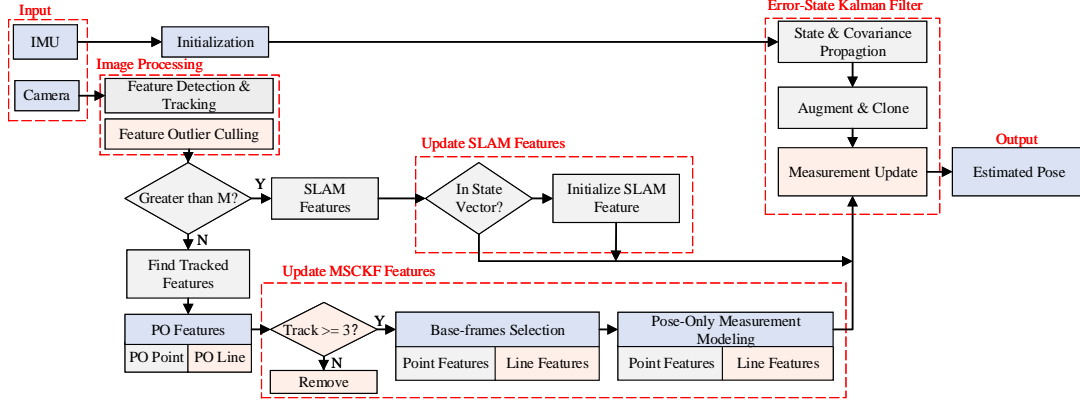 Input
IMU
Camera
Initialization
Image Processing
Feature Detection &
Tracking
Feature Outlier Culling
Greater than M?
Y
N
SLAM
Features
Find Tracked
Features
PO Features
PO Point
PO Line
Update SLAM Features
In State
Vector?
Initialize SLAM
Feature
Update MSCKF Features
Track >= 3?
Y
N
Remove
Base-frames Selection
Point Features
Line Features
Pose-Only Measurement
Modeling
Point Features
Line Features
Error-State Kalman Filter
State & Covariance
Propagtion
Augment & Clone
Measurement Update
Output
Estimated Pose